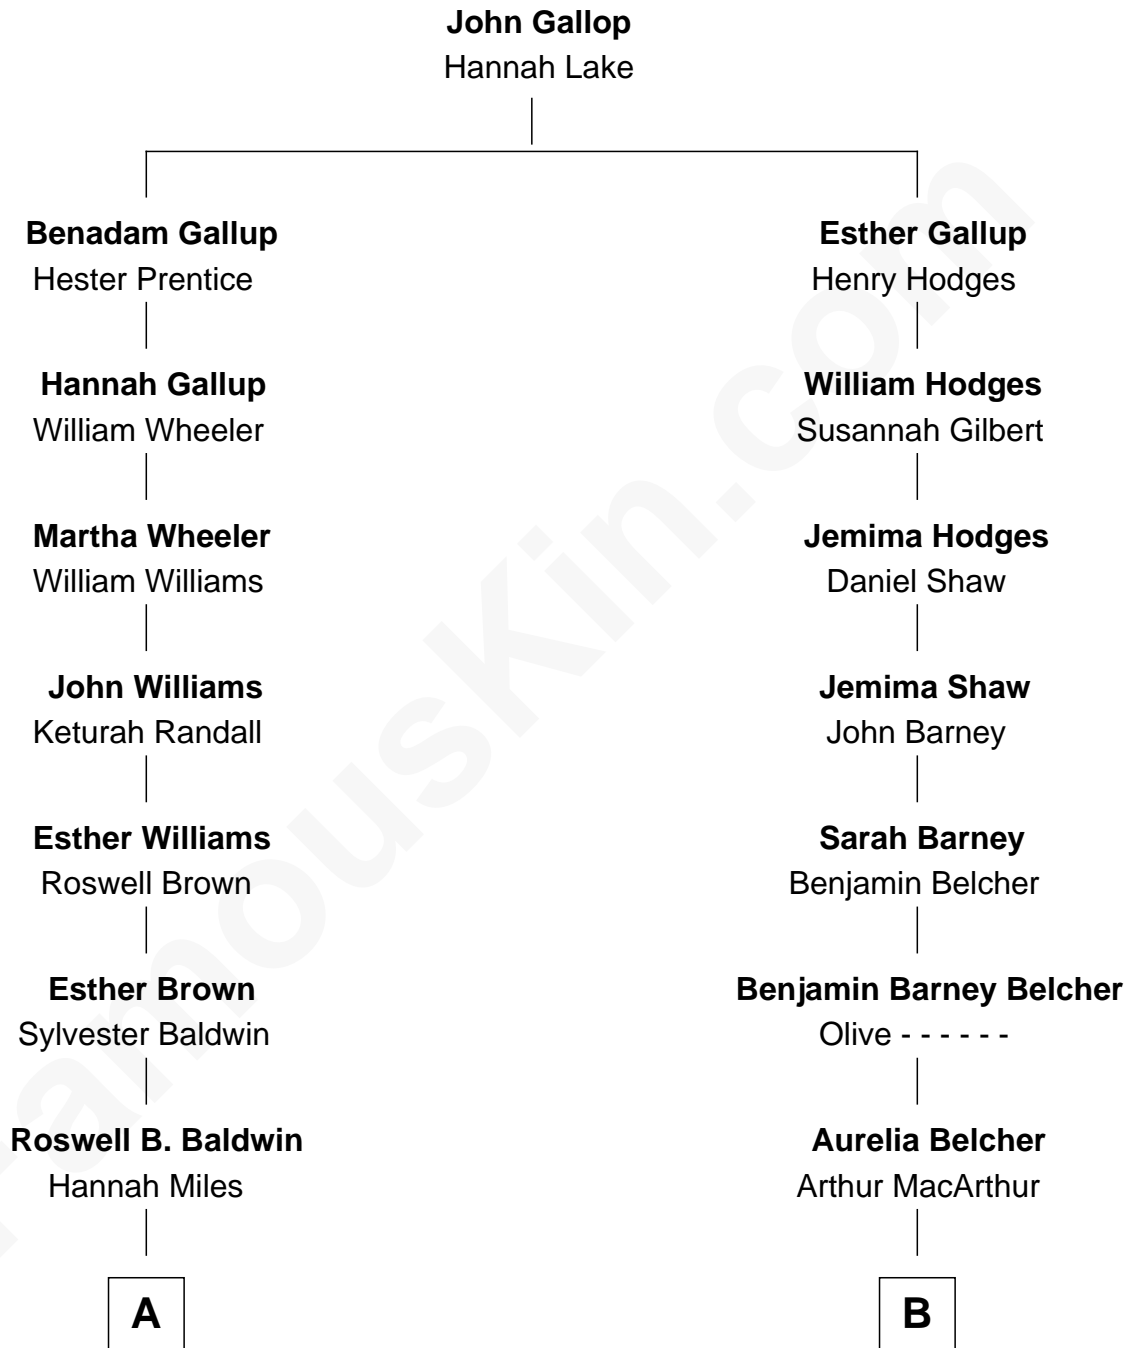 John Gallop
Hannah Lake
Benadam Gallup
Hester Prentice
Esther Gallup
Henry Hodges
Hannah Gallup
William Wheeler
William Hodges
Susannah Gilbert
Martha Wheeler
William Williams
Jemima Hodges
Daniel Shaw
John Williams
Keturah Randall
Jemima Shaw
John Barney
Esther Williams
Roswell Brown
Sarah Barney
Benjamin Belcher
Esther Brown
Sylvester Baldwin
Benjamin Barney Belcher
Olive - - - - - -
Roswell B. Baldwin
Hannah Miles
Aurelia Belcher
Arthur MacArthur
A
B
FamousKin.com